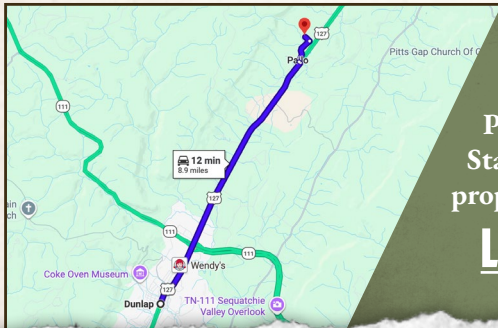 127
Pailo
Pitts Gap Church Of C
111
ain
ch
12 min
8.9 miles
127
111
111
Wendy's
Coke Oven Museum
127
Dunlap
TN-111 Sequatchie
Valley Overlook
P
Sta
prop
L